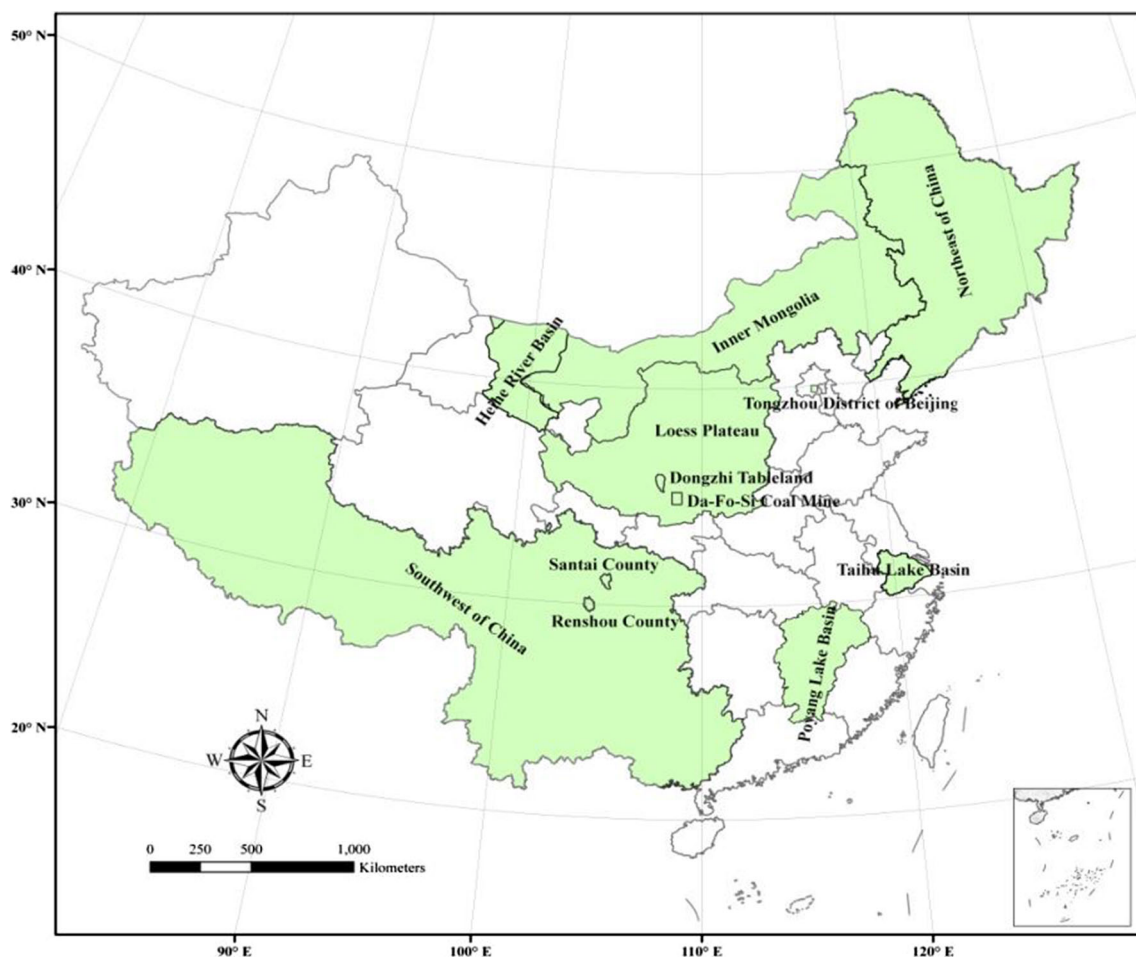 50° N
40° N
30° N
20° N
Northeast of China
Inner Mongolia
Heihe River Basin
Tongzhou District of Beijing
Loess Plateau
Dongzhi Tableland
Da-Fo-Si Coal Mine
Santai County
Taihu Lake Basin
Southwest of China
Renshou County
Poyang Lake Basin
N
W E
S
0 250 500 1,000
Kilometers
90° E 100° E 110° E 120° E